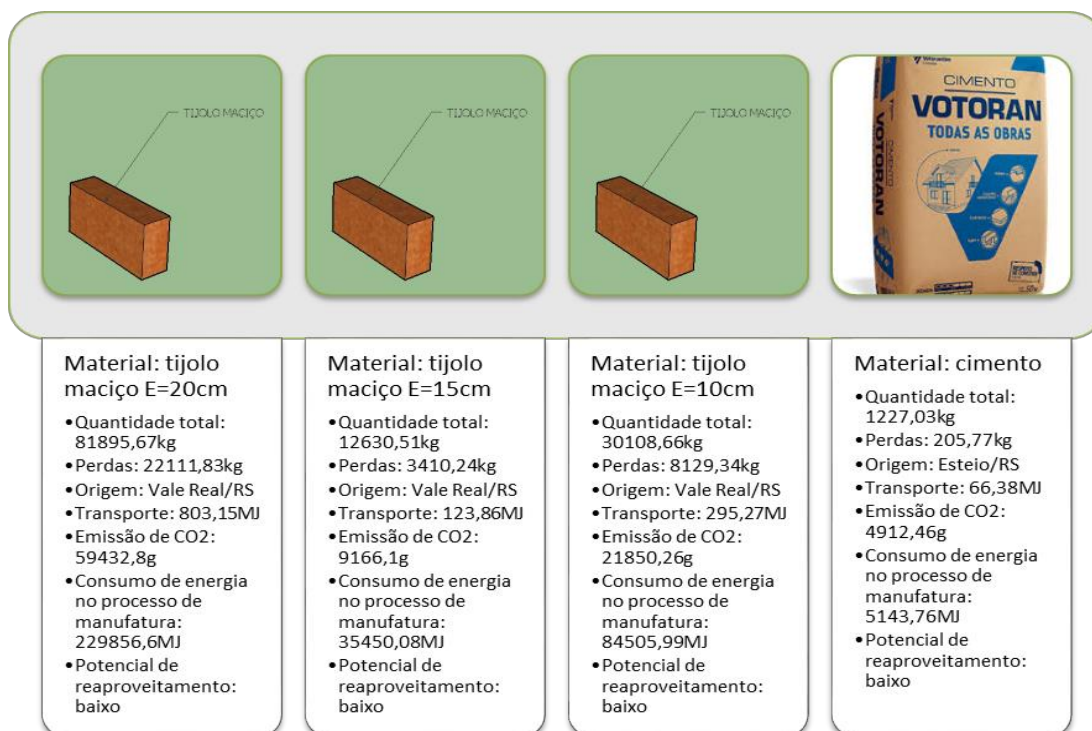 TIJOLO MACIÇO
TIJOLO MACIÇO
TIJOLO MACIÇO
CIMENTO
VOTORAN
TODAS AS OBRAS
CIMENTO
VOTORAN
Material: tijolo
maciço E=20cm
•Quantidade total:
81895,67kg
•Perdas: 22111,83kg
•Origem: Vale Real/RS
•Transporte: 803,15MJ
•Emissão de CO2:
59432,8g
•Consumo de energia
no processo de
manufatura:
229856,6MJ
•Potencial de
reaproveitamento:
baixo
Material: tijolo
maciço E=15cm
•Quantidade total:
12630,51kg
•Perdas: 3410,24kg
•Origem: Vale Real/RS
•Transporte: 123,86MJ
•Emissão de CO2:
9166,1g
•Consumo de energia
no processo de
manufatura:
35450,08MJ
•Potencial de
reaproveitamento:
baixo
Material: tijolo
maciço E=10cm
•Quantidade total:
30108,66kg
•Perdas: 8129,34kg
•Origem: Vale Real/RS
•Transporte: 295,27MJ
•Emissão de CO2:
21850,26g
•Consumo de energia
no processo de
manufatura:
84505,99MJ
•Potencial de
reaproveitamento:
baixo
Material: cimento
•Quantidade total:
1227,03kg
•Perdas: 205,77kg
•Origem: Esteio/RS
•Transporte: 66,38MJ
•Emissão de CO2:
4912,46g
•Consumo de energia
no processo de
manufatura:
5143,76MJ
•Potencial de
reaproveitamento:
baixo